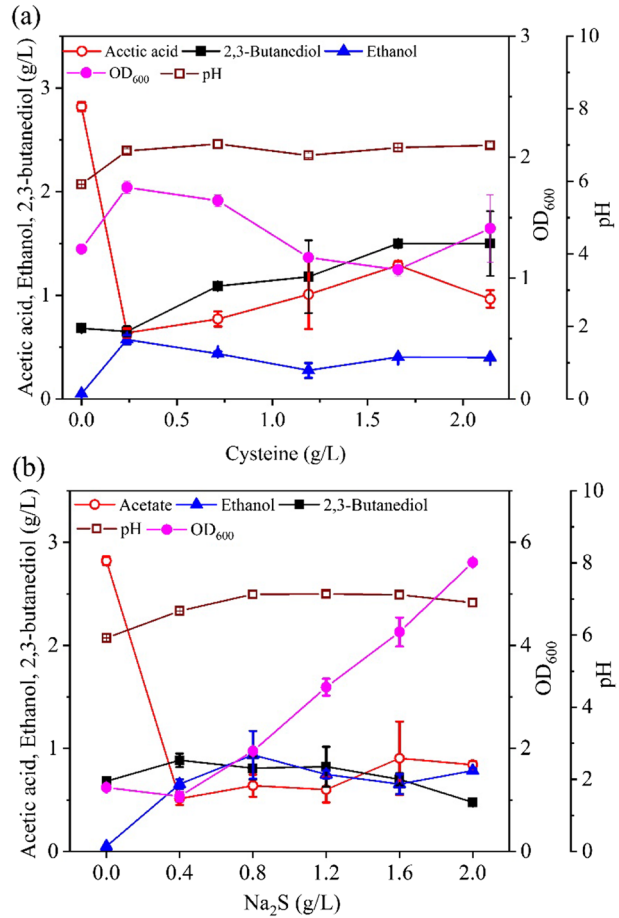 (a)
Acetic acid 2,3-Butanediol Ethanol
OD600 pH
Acetic acid, Ethanol, 2,3-butanediol (g/L)
3
2
1
0
0.0 0.5 1.0 1.5 2.0
Cysteine (g/L)
3
2
1
0
OD600
10
8
6
4
2
0
pH
(b)
Acetate Ethanol 2,3-Butanediol
pH OD600
Acetic acid, Ethanol, 2,3-butanediol (g/L)
3
2
1
0
0.0 0.4 0.8 1.2 1.6 2.0
Na2S (g/L)
6
4
2
0
OD600
10
8
6
4
2
0
pH